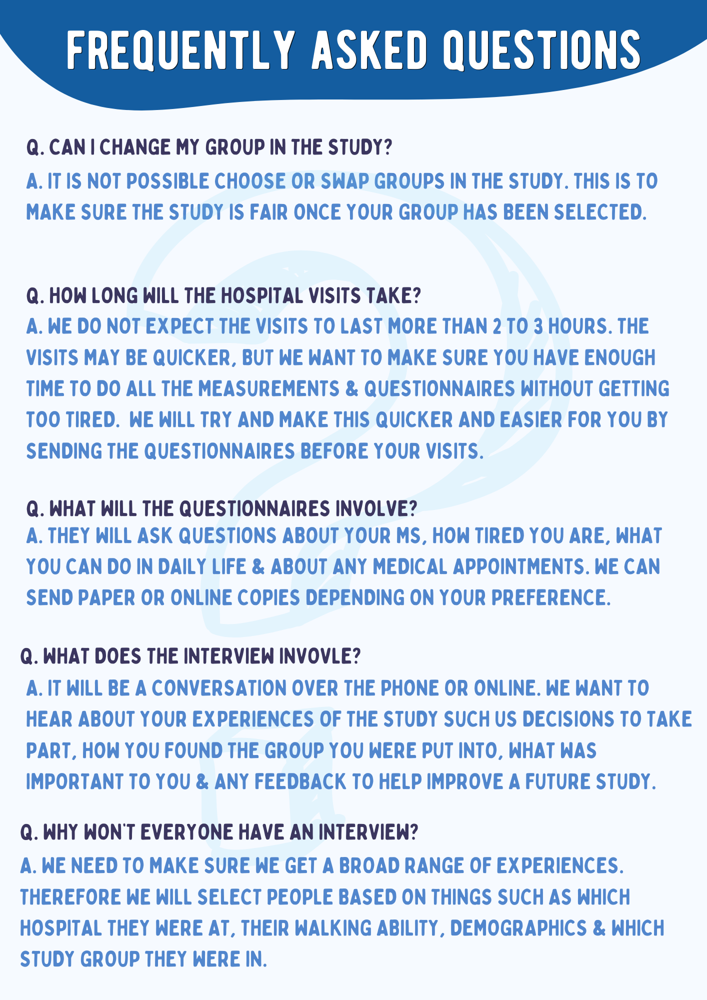 FREQUENTLY ASKED QUESTIONS
Q. CAN I CHANGE MY GROUP IN THE STUDY?
A. IT IS NOT POSSIBLE CHOOSE OR SWAP GROUPS IN THE STUDY. THIS IS TO
MAKE SURE THE STUDY IS FAIR ONCE YOUR GROUP HAS BEEN SELECTED.
Q. HOW LONG WILL THE HOSPITAL VISITS TAKE?
A. WE DO NOT EXPECT THE VISITS TO LAST MORE THAN 2 TO 3 HOURS. THE
VISITS MAY BE QUICKER, BUT WE WANT TO MAKE SURE YOU HAVE ENOUGH
TIME TO DO ALL THE MEASUREMENTS & QUESTIONNAIRES WITHOUT GETTING
TOO TIRED. WE WILL TRY AND MAKE THIS QUICKER AND EASIER FOR YOU BY
SENDING THE QUESTIONNAIRES BEFORE YOUR VISITS.
Q. WHAT WILL THE QUESTIONNAIRES INVOLVE?
A. THEY WILL ASK QUESTIONS ABOUT YOUR MS, HOW TIRED YOU ARE, WHAT
YOU CAN DO IN DAILY LIFE & ABOUT ANY MEDICAL APPOINTMENTS. WE CAN
SEND PAPER OR ONLINE COPIES DEPENDING ON YOUR PREFERENCE.
Q. WHAT DOES THE INTERVIEW INVOVLE?
A. IT WILL BE A CONVERSATION OVER THE PHONE OR ONLINE. WE WANT TO
HEAR ABOUT YOUR EXPERIENCES OF THE STUDY SUCH US DECISIONS TO TAKE
PART, HOW YOU FOUND THE GROUP YOU WERE PUT INTO, WHAT WAS
IMPORTANT TO YOU & ANY FEEDBACK TO HELP IMPROVE A FUTURE STUDY.
Q. WHY WON'T EVERYONE HAVE AN INTERVIEW?
A. WE NEED TO MAKE SURE WE GET A BROAD RANGE OF EXPERIENCES.
THEREFORE WE WILL SELECT PEOPLE BASED ON THINGS SUCH AS WHICH
HOSPITAL THEY WERE AT, THEIR WALKING ABILITY, DEMOGRAPHICS & WHICH
STUDY GROUP THEY WERE IN.